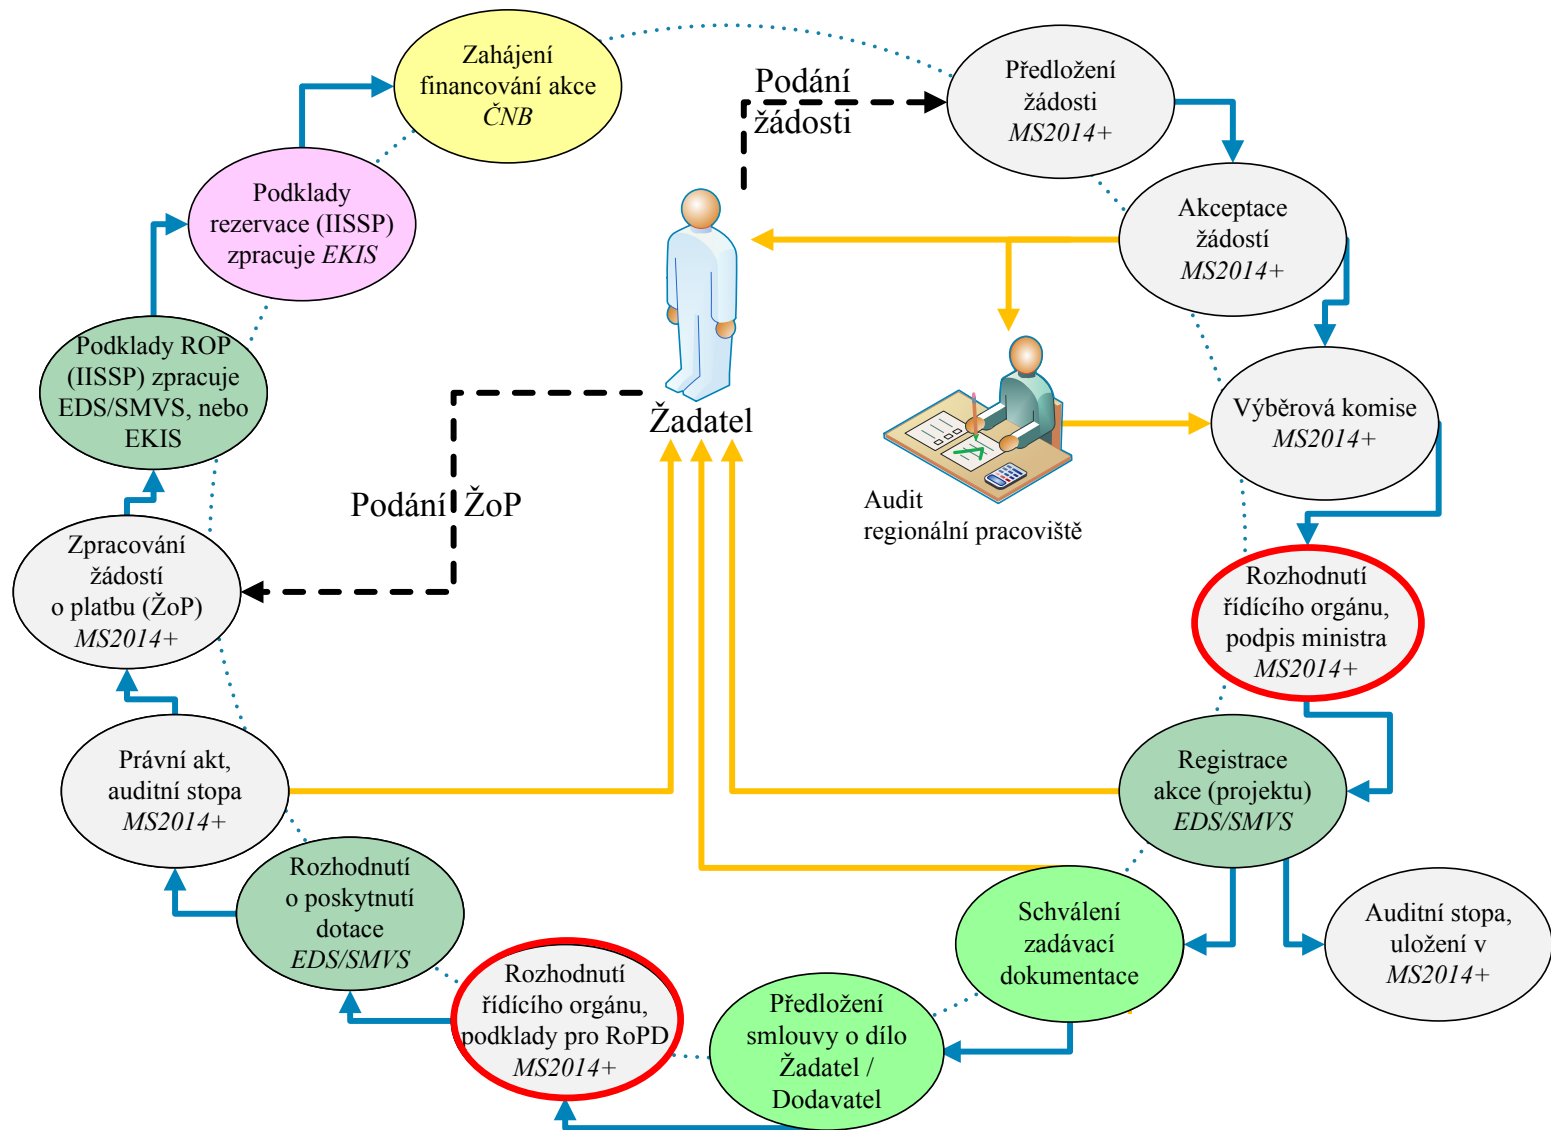 Zahájení
financování akce
ČNB
Podání
žádosti
Předložení
žádosti
MS2014+
Akceptace
žádostí
MS2014+
Výběrová komise
MS2014+
Rozhodnutí
řídícího orgánu,
podpis ministra
MS2014+
Registrace
akce (projektu)
EDS/SMVS
Auditní stopa,
uložení v
MS2014+
Schválení
zadávací
dokumentace
Předložení
smlouvy o dílo
Žadatel /
Dodavatel
Rozhodnutí
řídícího orgánu,
podklady pro RoPD
MS2014+
Rozhodnutí
o poskytnutí
dotace
EDS/SMVS
Právní akt,
auditní stopa
MS2014+
Zpracování
žádostí
o platbu (ŽoP)
MS2014+
Podklady ROP
(IISSP) zpracuje
EDS/SMVS, nebo
EKIS
Podklady
rezervace (IISSP)
zpracuje EKIS
Žadatel
Podání ŽoP
Audit
regionální pracoviště